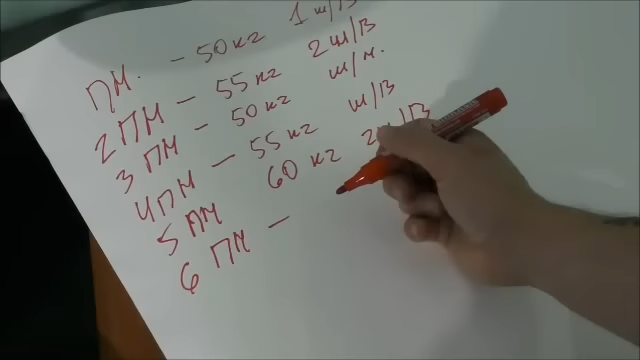 ПМ. - 50 кг 1 ш/В
2 ПМ - 55 кг 2 ш/В
3 ПМ - 50 кг ш/м.
4 ПМ - 55 кг ш/В
5 ПМ 60 кг 2 /В
6 ПМ -